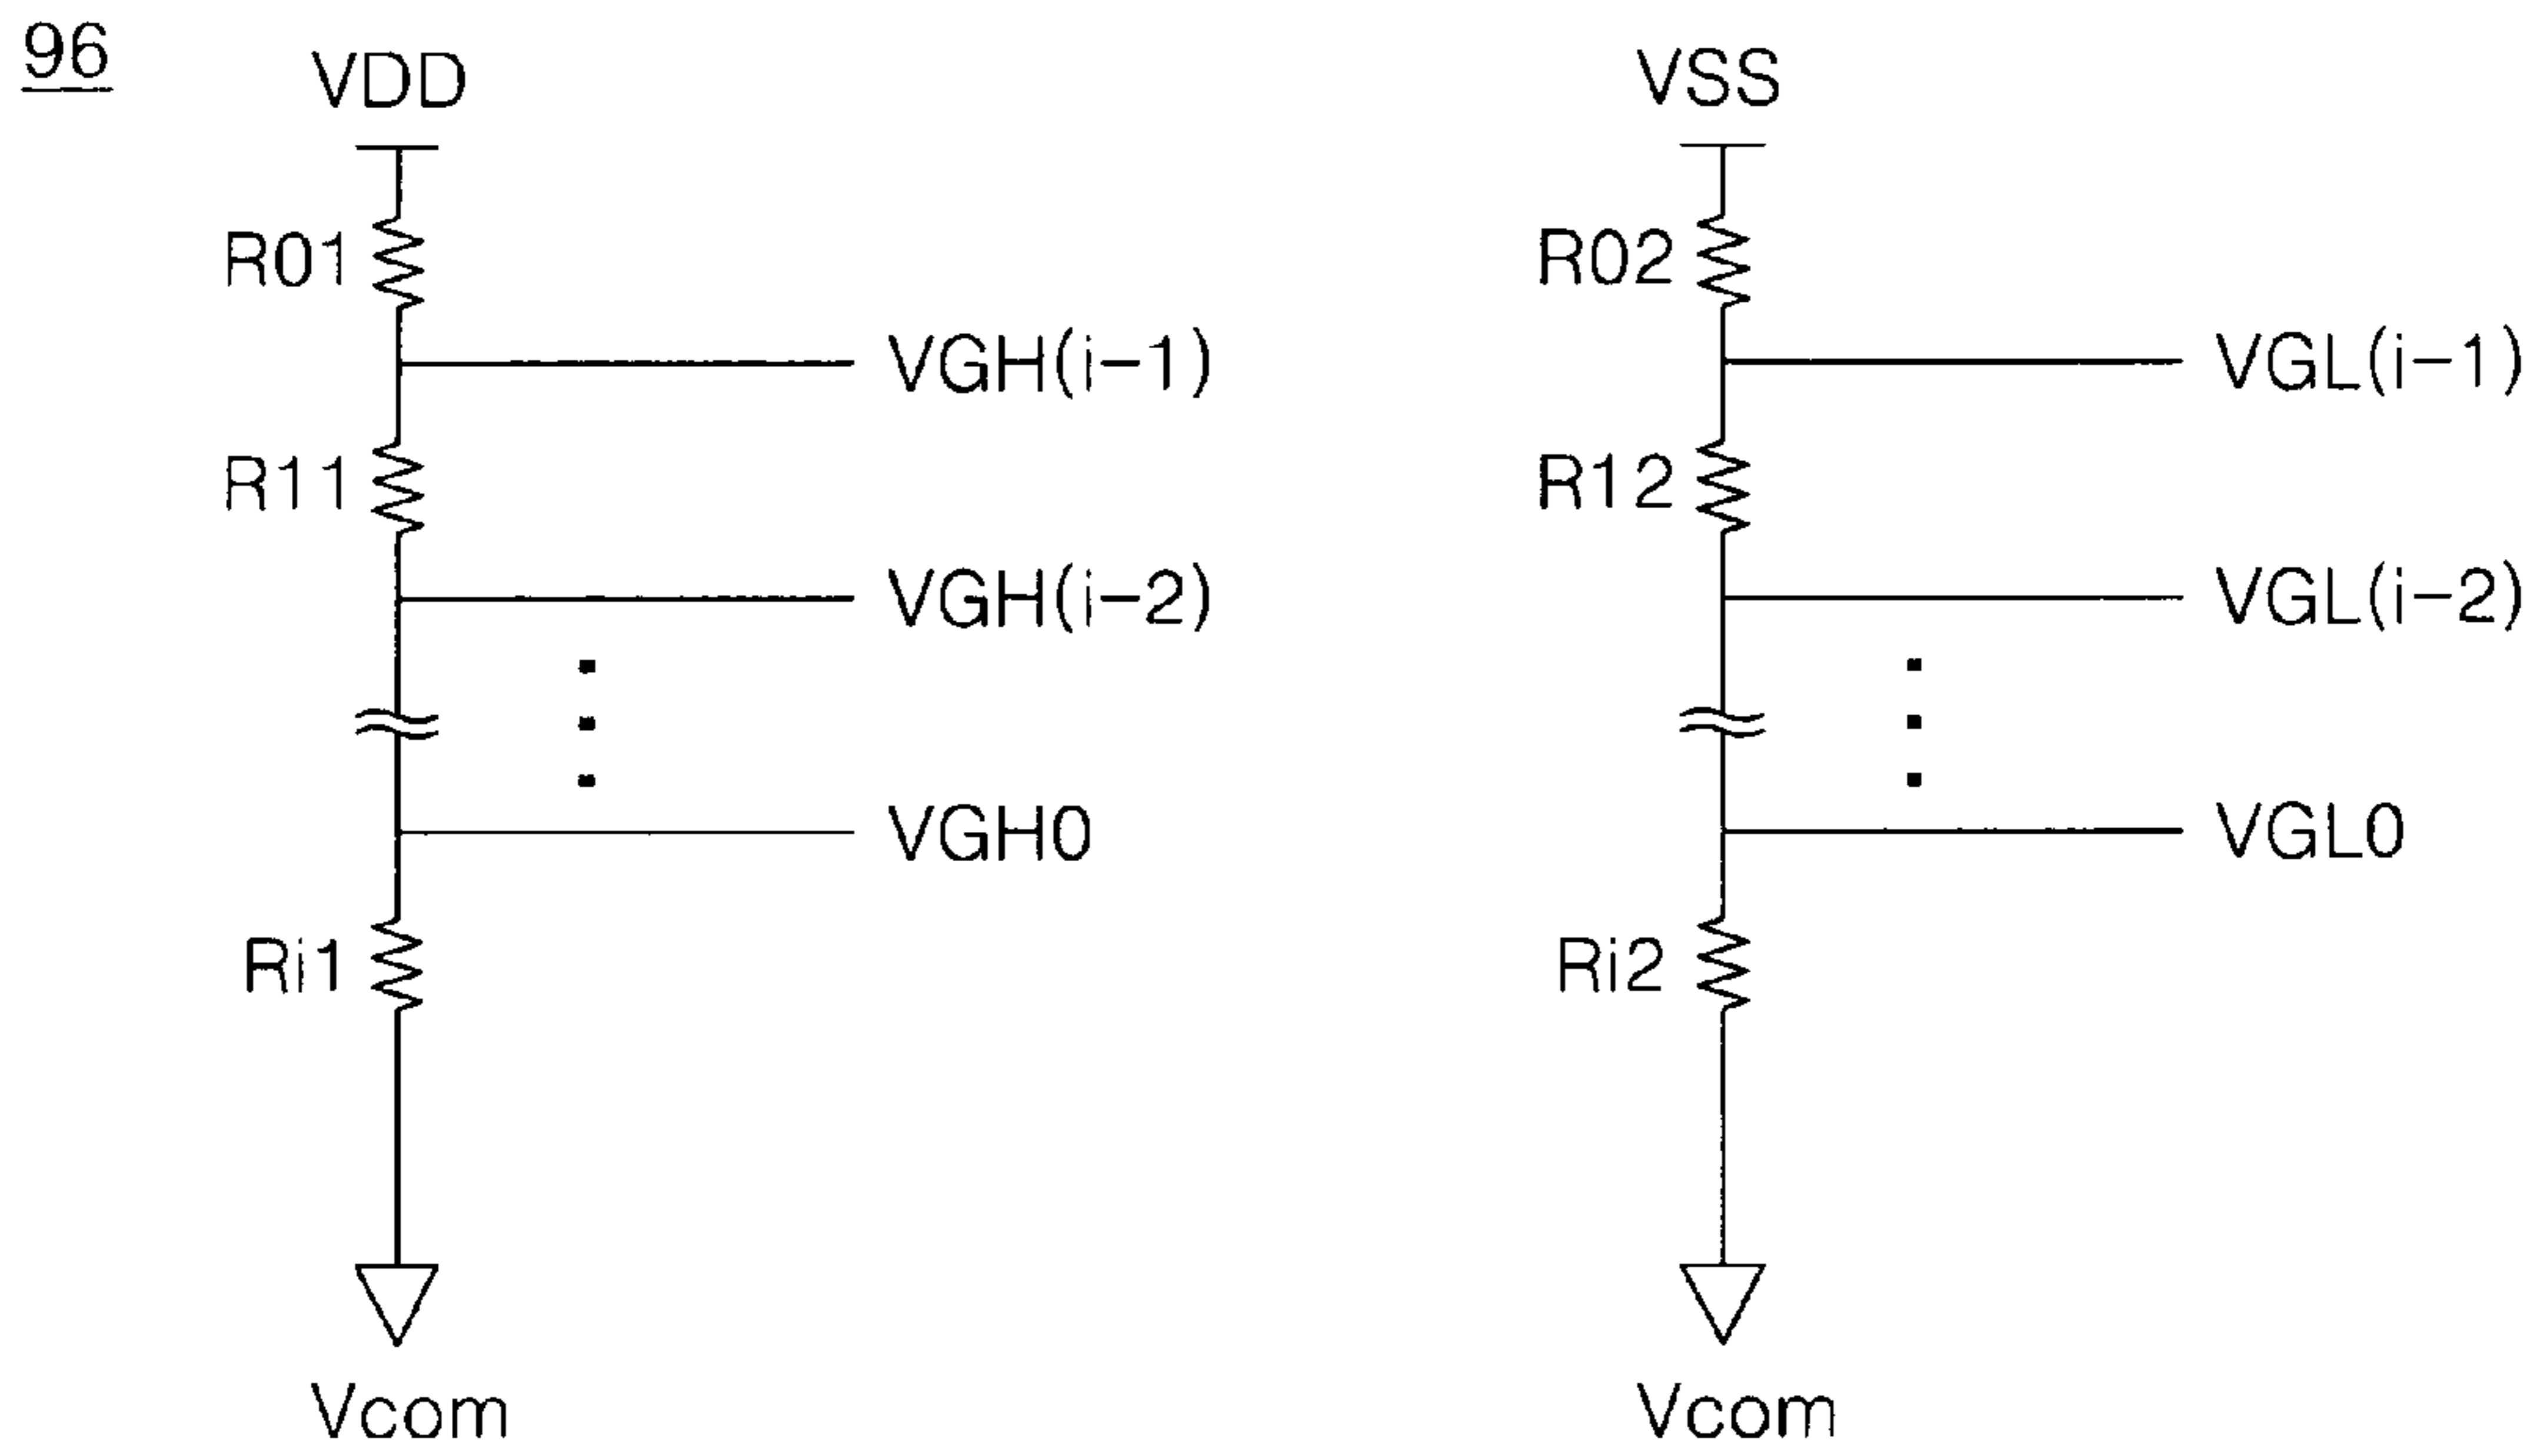 96
VDD
VSS
R01
R02
VGH(i-1)
VGL(i-1)
R11
R12
VGH(i-2)
VGL(i-2)
VGH0
VGL0
Ri1
Ri2
Vcom
Vcom